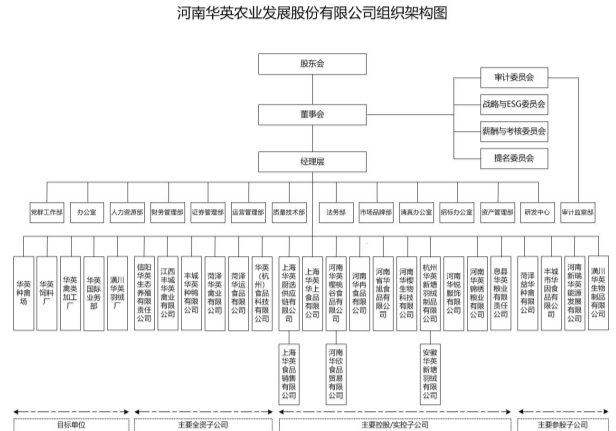 河南华英农业发展股份有限公司组织架构图
股东会
董事会
经理层
审计委员会
战略与ESG委员会
薪酬与考核委员会
提名委员会
党群工作部
办公室
人力资源部
财务管理部
证券管理部
运营管理部
质量技术部
法务部
市场品牌部
清真办公室
招标办公室
资产管理部
研发中心
审计监察部
华英种禽场
华英饲料厂
华英禽类加工厂
华英国际业务部
潢川华英羽绒厂
信阳华英生态养殖有限责任公司
江西丰城华英禽业有限公司
丰城华英种鸭有限公司
菏泽华英禽业有限公司
菏泽华运食品有限公司
华英（杭州）食品科技有限公司
上海华英厨选供应链有限公司
上海华英上食品有限公司
河南华英樱桃谷食品有限公司
河南华冉食品有限公司
河南省华旭食品有限公司
河南华樱生物科技有限公司
杭州华英新塘羽绒制品有限公司
河南华锐服饰有限公司
河南华英锦绣粮业有限公司
息县华英粮业有限责任公司
菏泽益华种禽有限公司
丰城市华因食品有限公司
河南新瑞华英能源发展有限公司
潢川华英生物制品有限公司
上海华英食品销售有限公司
河南华欣食品贸易有限公司
安徽华英新塘羽绒有限公司
目标单位
主要全资子公司
主要控股/实控子公司
主要参股子公司